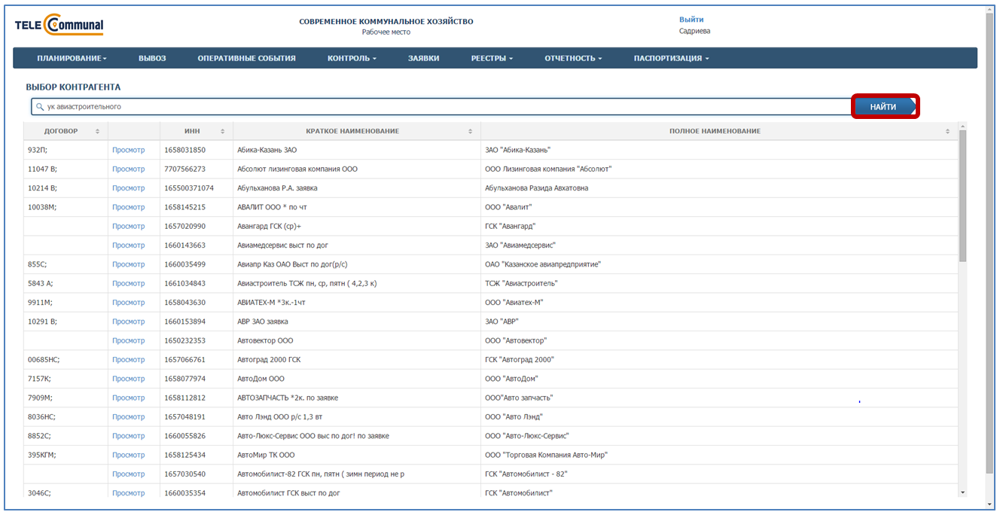 TELE Communal
СОВРЕМЕННОЕ КОММУНАЛЬНОЕ ХОЗЯЙСТВО
Рабочее место
Выйти
Садриева
ПЛАНИРОВАНИЕ ВЫВОЗ ОПЕРАТИВНЫЕ СОБЫТИЯ КОНТРОЛЬ ЗАЯВКИ РЕЕСТРЫ ОТЧЕТНОСТЬ ПАСПОРТИЗАЦИЯ
ВЫБОР КОНТРАГЕНТА
ук авиастроительного НАЙТИ
ДОГОВОР ИНН КРАТКОЕ НАИМЕНОВАНИЕ ПОЛНОЕ НАИМЕНОВАНИЕ
932П; Просмотр 1658031850 Абика-Казань ЗАО ЗАО "Абика-Казань"
11047 В; Просмотр 7707566273 Абсолют лизинговая компания ООО ООО Лизинговая компания "Абсолют"
10214 В; Просмотр 165500371074 Абульханова Р.А. заявка Абульханова Разида Авхатовна
10038М; Просмотр 1658145215 АВАЛИТ ООО * по чт ООО "Авалит"
Просмотр 1657020990 Авангард ГСК (ср)+ ГСК "Авангард"
Просмотр 1660143663 Авиамедсервис выст по дог ЗАО "Авиамедсервис"
855С; Просмотр 1660035499 Авиапр Каз ОАО Выст по дог(р/с) ОАО "Казанское авиапредприятие"
5843 А; Просмотр 1661034843 Авиастроитель ТСЖ пн, ср, пятн ( 4,2,3 к) ТСЖ "Авиастроитель"
9911М; Просмотр 1658043630 АВИАТЕХ-М *3к.-1чт ООО "Авиатех-М"
10291 В; Просмотр 1660153894 АВР ЗАО заявка ЗАО "АВР"
Просмотр 1650232353 Автовектор ООО ООО "Автовектор"
00685НС; Просмотр 1657066761 Автоград 2000 ГСК ГСК "Автоград 2000"
7157К; Просмотр 1658077974 АвтоДом ООО ООО "АвтоДом"
7909М; Просмотр 1658112812 АВТОЗАПЧАСТЬ *2к. по заявке ООО"Авто запчасть"
8036НС; Просмотр 1657048191 Авто Лэнд ООО р/с 1,3 вт ООО "Авто Лэнд"
8852С; Просмотр 1660055826 Авто-Люкс-Сервис ООО выс по дог! по заявке ООО "Авто-Люкс-Сервис"
395КГМ; Просмотр 1658125434 АвтоМир ТК ООО ООО "Торговая Компания Авто-Мир"
Просмотр 1657030540 Автомобилист-82 ГСК пн, пятн ( зимн период не р ГСК "Автомобилист - 82"
3046С; Просмотр 1660035354 Автомобилист ГСК выст по дог ГСК "Автомобилист"